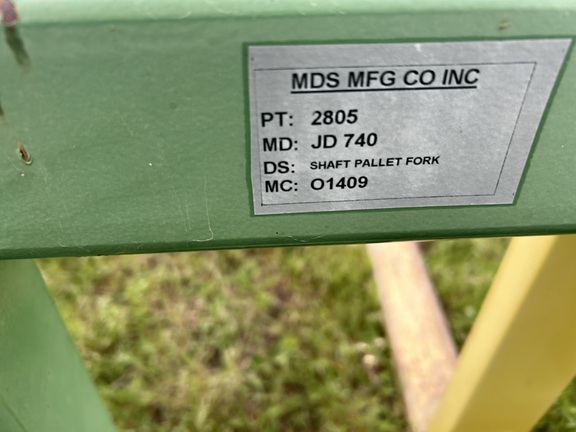 MDS MFG CO INC
PT: 2805
MD: JD 740
DS: SHAFT PALLET FORK
MC: O1409